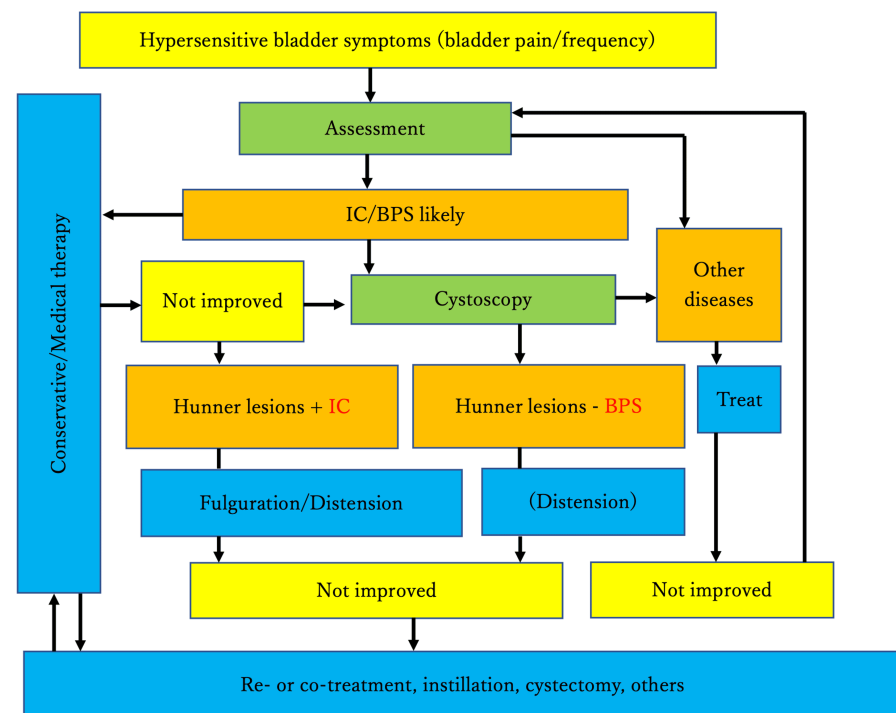 Hypersensitive bladder symptoms (bladder pain/frequency)
Assessment
IC/BPS likely
Conservative/Medical therapy
Other
diseases
Not improved
Cystoscopy
Hunner lesions + IC
Hunner lesions - BPS
Treat
Fulguration/Distension
(Distension)
Not improved
Not improved
Re- or co-treatment, instillation, cystectomy, others